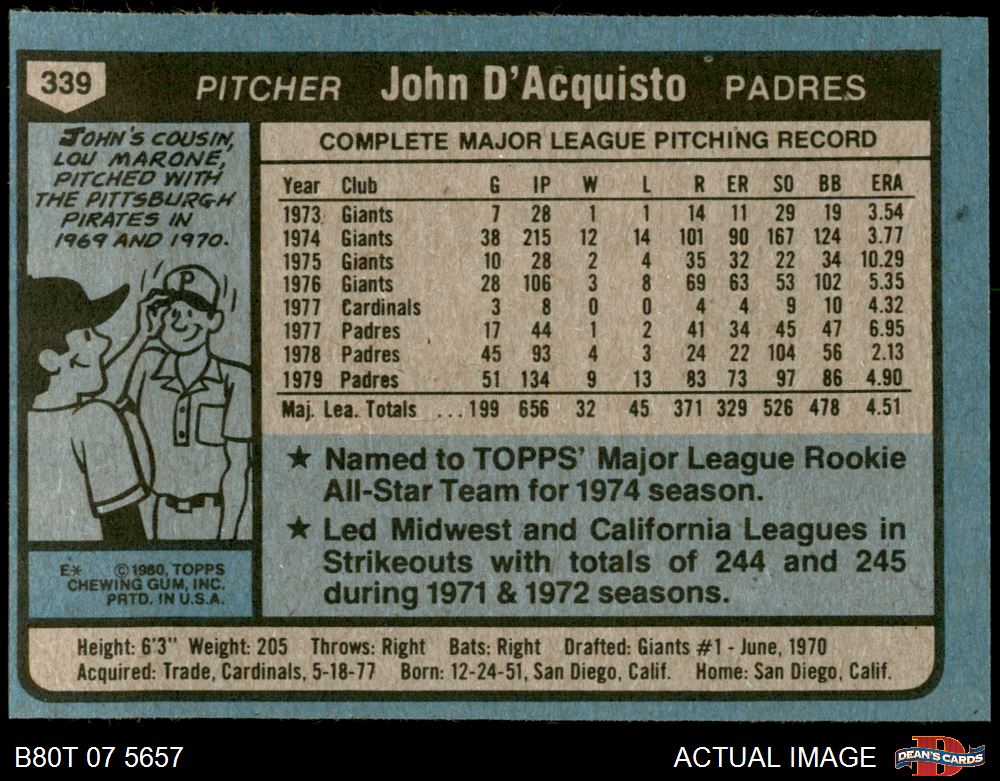 339
PITCHER John D'Acquisto PADRES
JOHN'S COUSIN,
LOU MARONE,
PITCHED WITH
THE PITTSBURGH
PIRATES IN
1969 AND 1970.
P
COMPLETE MAJOR LEAGUE PITCHING RECORD
Year Club G IP W L R ER SO BB ERA
1973 Giants 7 28 1 1 14 11 29 19 3.54
1974 Giants 38 215 12 14 101 90 167 124 3.77
1975 Giants 10 28 2 4 35 32 22 34 10.29
1976 Giants 28 106 3 8 69 63 53 102 5.35
1977 Cardinals 3 8 0 0 4 4 9 10 4.32
1977 Padres 17 44 1 2 41 34 45 47 6.95
1978 Padres 45 93 4 3 24 22 104 56 2.13
1979 Padres 51 134 9 13 83 73 97 86 4.90
Maj. Lea. Totals ... 199 656 32 45 371 329 526 478 4.51
★ Named to TOPPS' Major League Rookie
All-Star Team for 1974 season.
★ Led Midwest and California Leagues in
Strikeouts with totals of 244 and 245
during 1971 & 1972 seasons.
E* ©1980, TOPPS
CHEWING GUM, INC.
PRTD. IN U.S.A.
Height: 6'3" Weight: 205 Throws: Right Bats: Right Drafted: Giants #1 - June, 1970
Acquired: Trade, Cardinals, 5-18-77 Born: 12-24-51, San Diego, Calif. Home: San Diego, Calif.
B80T 07 5657
ACTUAL IMAGE
D
DEAN'S CARDS